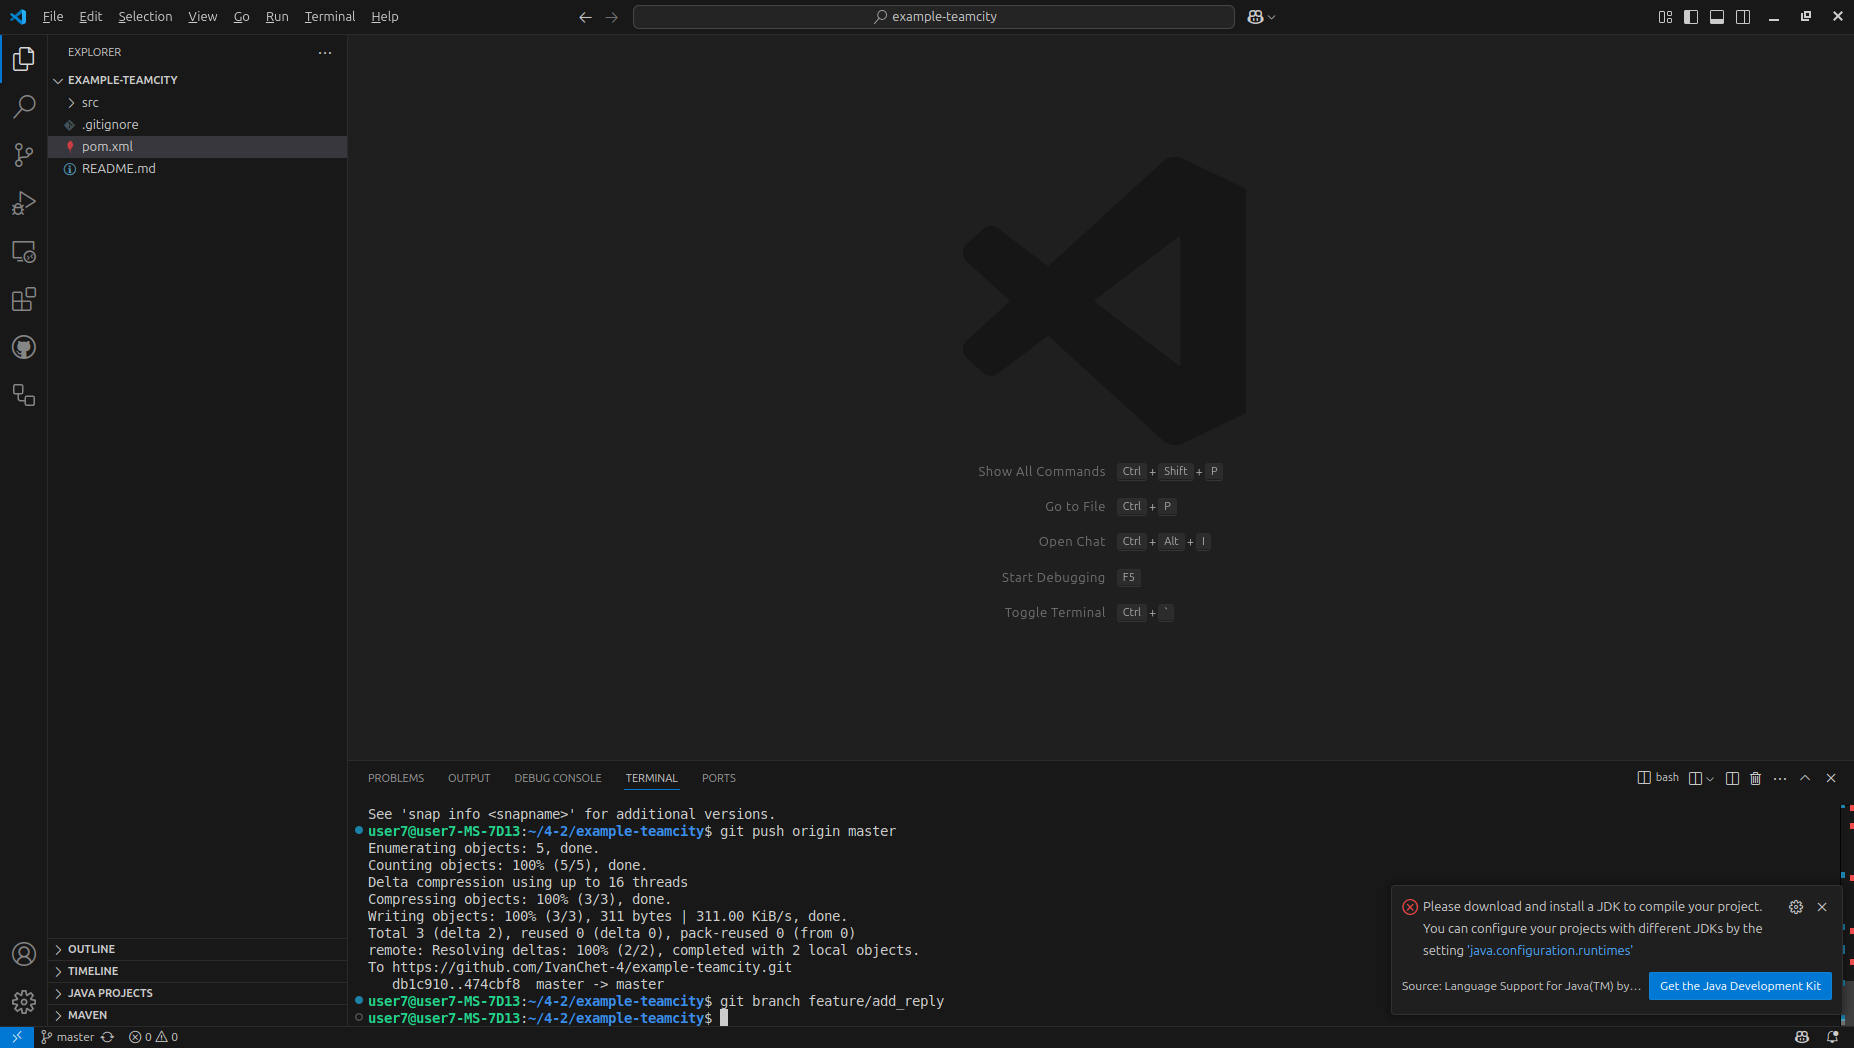 File Edit Selection View Go Run Terminal Help
example-teamcity
EXPLORER
EXAMPLE-TEAMCITY
src
.gitignore
pom.xml
README.md
Show All Commands Ctrl + Shift + P
Go to File Ctrl + P
Open Chat Ctrl + Alt + I
Start Debugging F5
Toggle Terminal Ctrl + `
PROBLEMS OUTPUT DEBUG CONSOLE TERMINAL PORTS
bash
See 'snap info <snapname>' for additional versions.
user7@user7-MS-7D13:~/4-2/example-teamcity$ git push origin master
Enumerating objects: 5, done.
Counting objects: 100% (5/5), done.
Delta compression using up to 16 threads
Compressing objects: 100% (3/3), done.
Writing objects: 100% (3/3), 311 bytes | 311.00 KiB/s, done.
Total 3 (delta 2), reused 0 (delta 0), pack-reused 0 (from 0)
remote: Resolving deltas: 100% (2/2), completed with 2 local objects.
To https://github.com/IvanChet-4/example-teamcity.git
   db1c910..474cbf8  master -> master
user7@user7-MS-7D13:~/4-2/example-teamcity$ git branch feature/add_reply
user7@user7-MS-7D13:~/4-2/example-teamcity$
Please download and install a JDK to compile your project.
You can configure your projects with different JDKs by the
setting 'java.configuration.runtimes'
Source: Language Support for Java(TM) by...
Get the Java Development Kit
OUTLINE
TIMELINE
JAVA PROJECTS
MAVEN
master 0 0